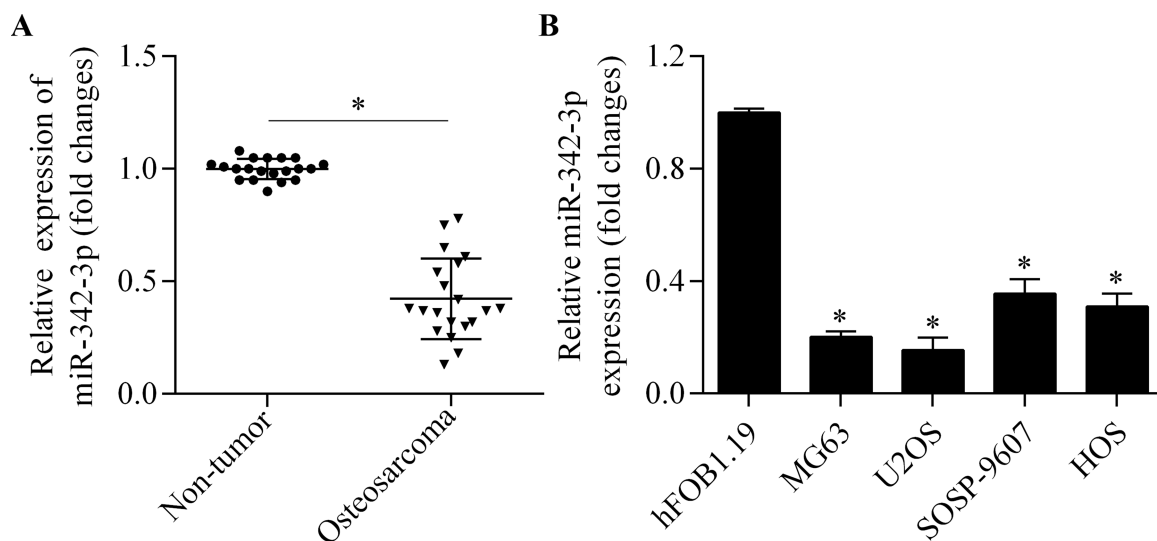 A
Relative expression of
miR-342-3p (fold changes)
1.5
1.0
0.5
0.0
*
Non-tumor
Osteosarcoma
B
Relative miR-342-3p
expression (fold changes)
1.2
0.8
0.4
0.0
*
*
*
*
hFOB1.19
MG63
U2OS
SOSP-9607
HOS